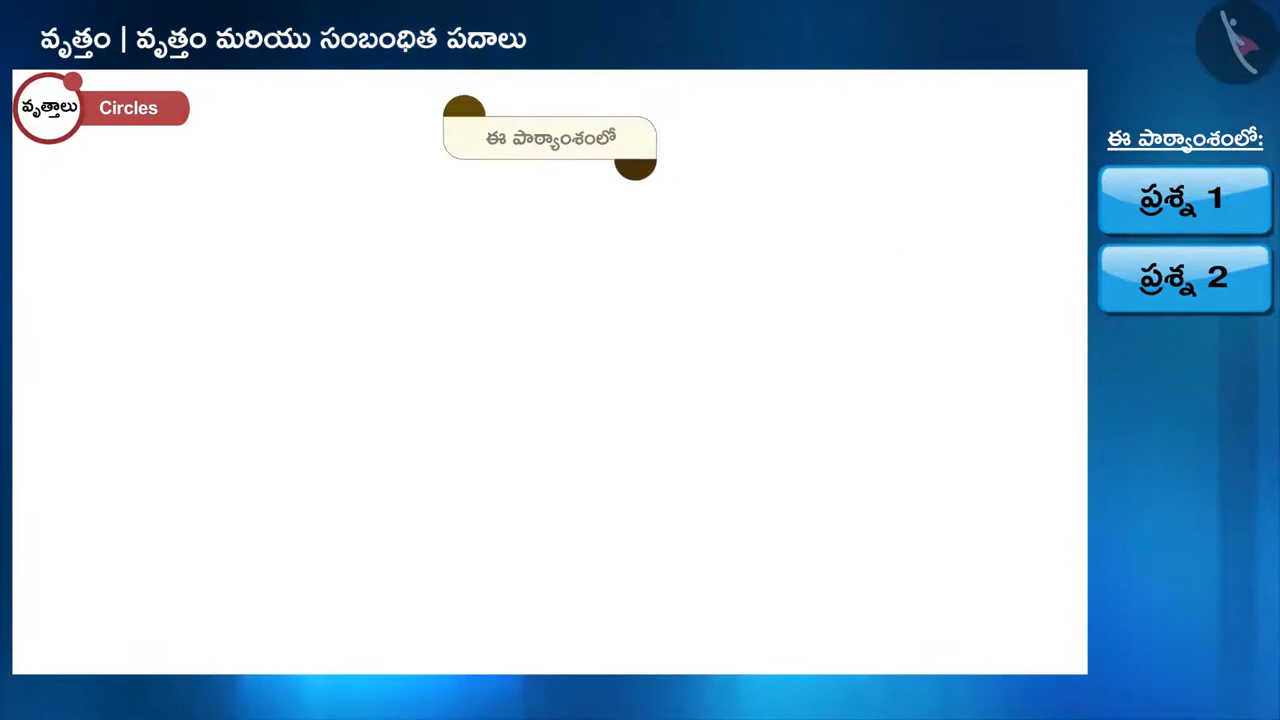 వృత్తం | వృత్తం మరియు సంబంధిత పదాలు
వృత్తాలు Circles
ఈ పాఠ్యాంశంలో
ఈ పాఠ్యాంశంలో:
ప్రశ్న 1
ప్రశ్న 2